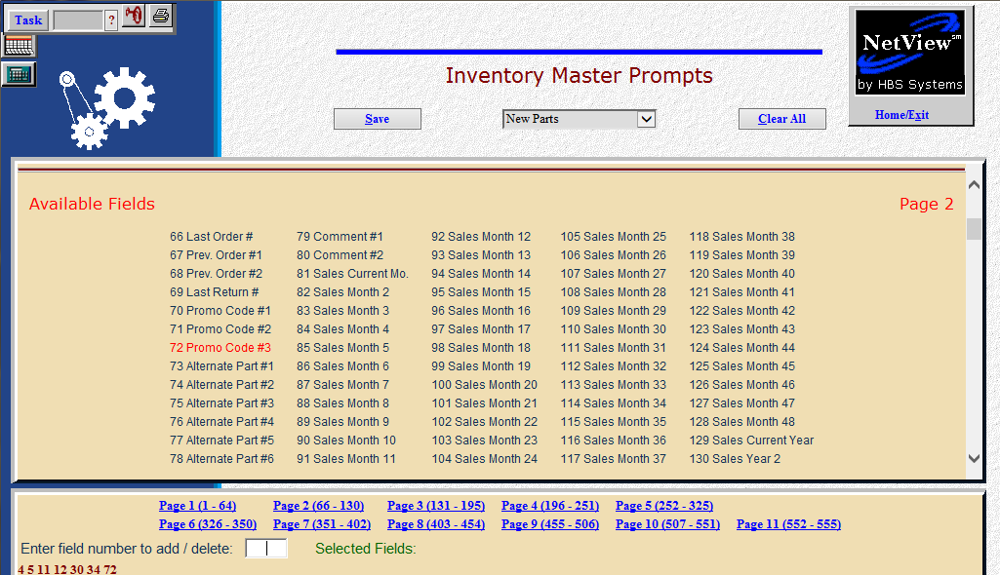 Task ?
NetView SM
by HBS Systems
Home/Exit
Inventory Master Prompts
Save New Parts Clear All
Available Fields Page 2
66 Last Order # 79 Comment #1 92 Sales Month 12 105 Sales Month 25 118 Sales Month 38
67 Prev. Order #1 80 Comment #2 93 Sales Month 13 106 Sales Month 26 119 Sales Month 39
68 Prev. Order #2 81 Sales Current Mo. 94 Sales Month 14 107 Sales Month 27 120 Sales Month 40
69 Last Return # 82 Sales Month 2 95 Sales Month 15 108 Sales Month 28 121 Sales Month 41
70 Promo Code #1 83 Sales Month 3 96 Sales Month 16 109 Sales Month 29 122 Sales Month 42
71 Promo Code #2 84 Sales Month 4 97 Sales Month 17 110 Sales Month 30 123 Sales Month 43
72 Promo Code #3 85 Sales Month 5 98 Sales Month 18 111 Sales Month 31 124 Sales Month 44
73 Alternate Part #1 86 Sales Month 6 99 Sales Month 19 112 Sales Month 32 125 Sales Month 45
74 Alternate Part #2 87 Sales Month 7 100 Sales Month 20 113 Sales Month 33 126 Sales Month 46
75 Alternate Part #3 88 Sales Month 8 101 Sales Month 21 114 Sales Month 34 127 Sales Month 47
76 Alternate Part #4 89 Sales Month 9 102 Sales Month 22 115 Sales Month 35 128 Sales Month 48
77 Alternate Part #5 90 Sales Month 10 103 Sales Month 23 116 Sales Month 36 129 Sales Current Year
78 Alternate Part #6 91 Sales Month 11 104 Sales Month 24 117 Sales Month 37 130 Sales Year 2
Page 1 (1 - 64) Page 2 (66 - 130) Page 3 (131 - 195) Page 4 (196 - 251) Page 5 (252 - 325)
Page 6 (326 - 350) Page 7 (351 - 402) Page 8 (403 - 454) Page 9 (455 - 506) Page 10 (507 - 551) Page 11 (552 - 555)
Enter field number to add / delete: Selected Fields:
4 5 11 12 30 34 72